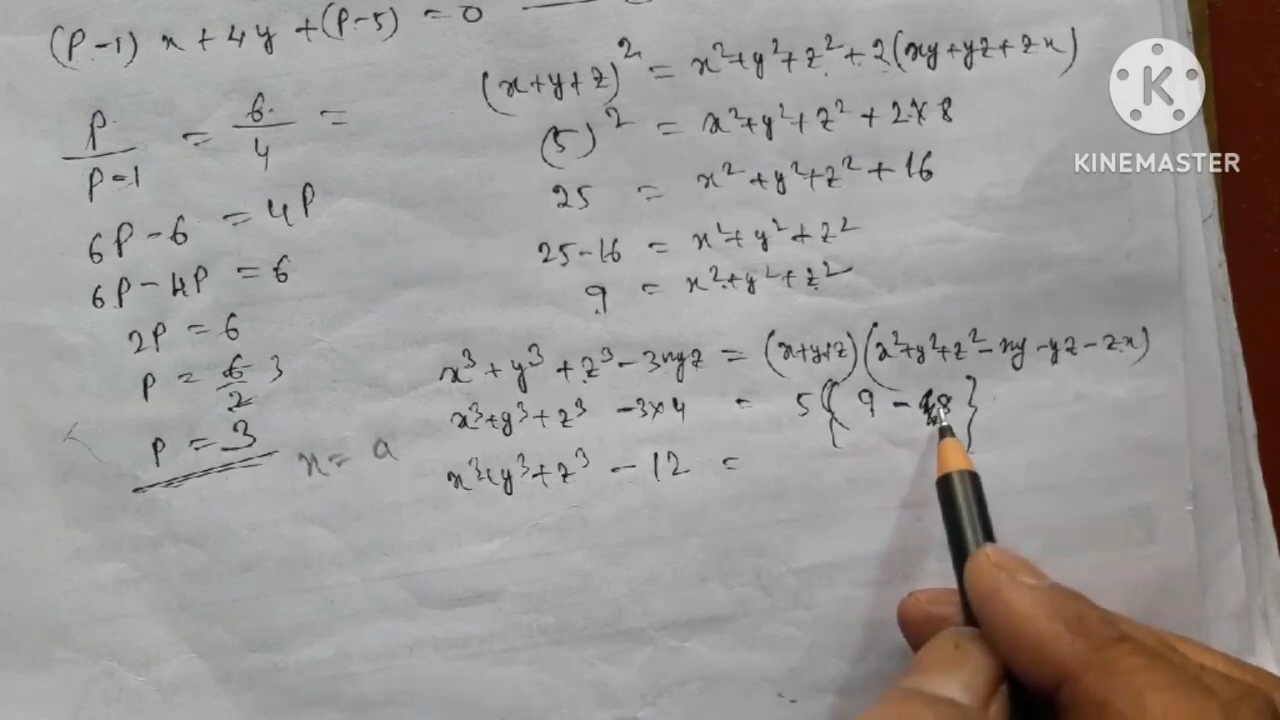 (P-1) x + 4y + (P-5) = 0
P/P-1 = 6/4 =
6P - 6 = 4P
6P - 4P = 6
2P = 6
P = 6/2 3
P = 3
x = a
(x+y+z)² = x²+y²+z²+2(xy+yz+zx)
(5)² = x²+y²+z²+2×8
25 = x²+y²+z²+16
25-16 = x²+y²+z²
9 = x²+y²+z²
x³+y³+z³-3xyz = (x+y+z)(x²+y²+z²-xy-yz-zx)
x³+y³+z³ -3×4 = 5{9-8}
x³+y³+z³ - 12 =
K
KINEMASTER